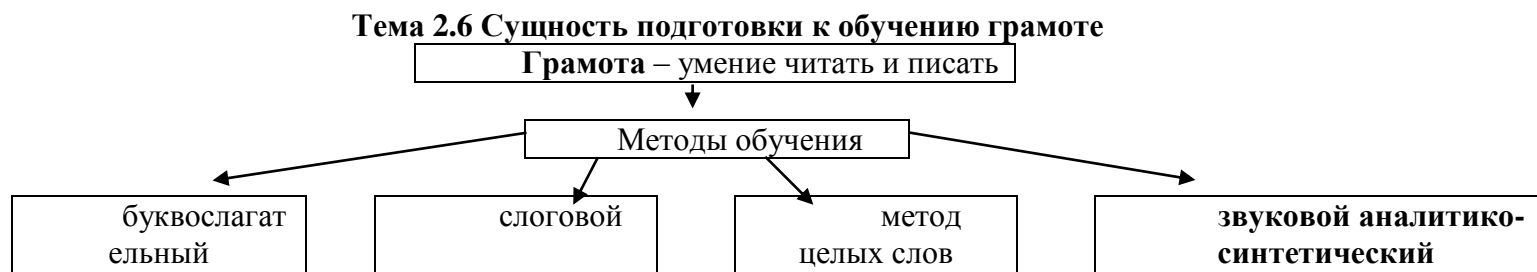 Тема 2.6 Сущность подготовки к обучению грамоте
Грамота – умение читать и писать
Методы обучения
буквослагат
ельный
слоговой
метод
целых слов
звуковой аналитико-
синтетический